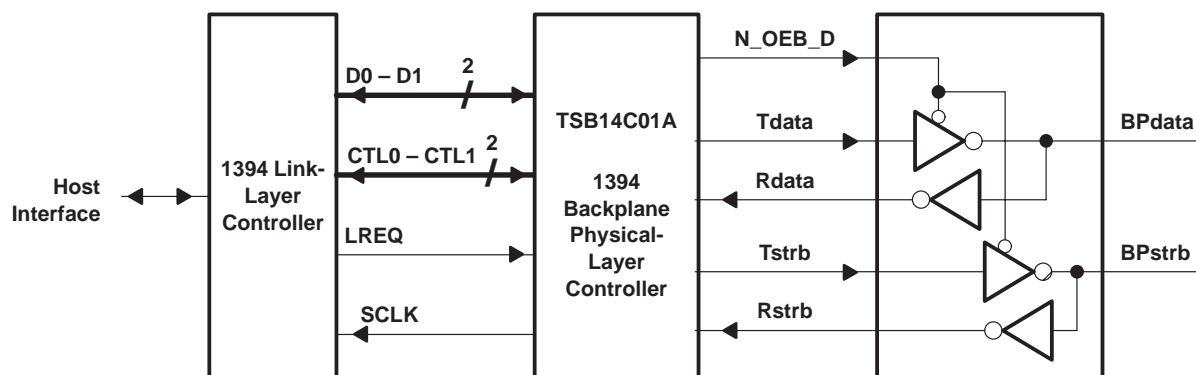 Host
Interface
1394 Link-
Layer
Controller
D0 – D1
2
CTL0 – CTL1
2
LREQ
SCLK
TSB14C01A
1394
Backplane
Physical-
Layer
Controller
N_OEB_D
Tdata
Rdata
Tstrb
Rstrb
BPdata
BPstrb